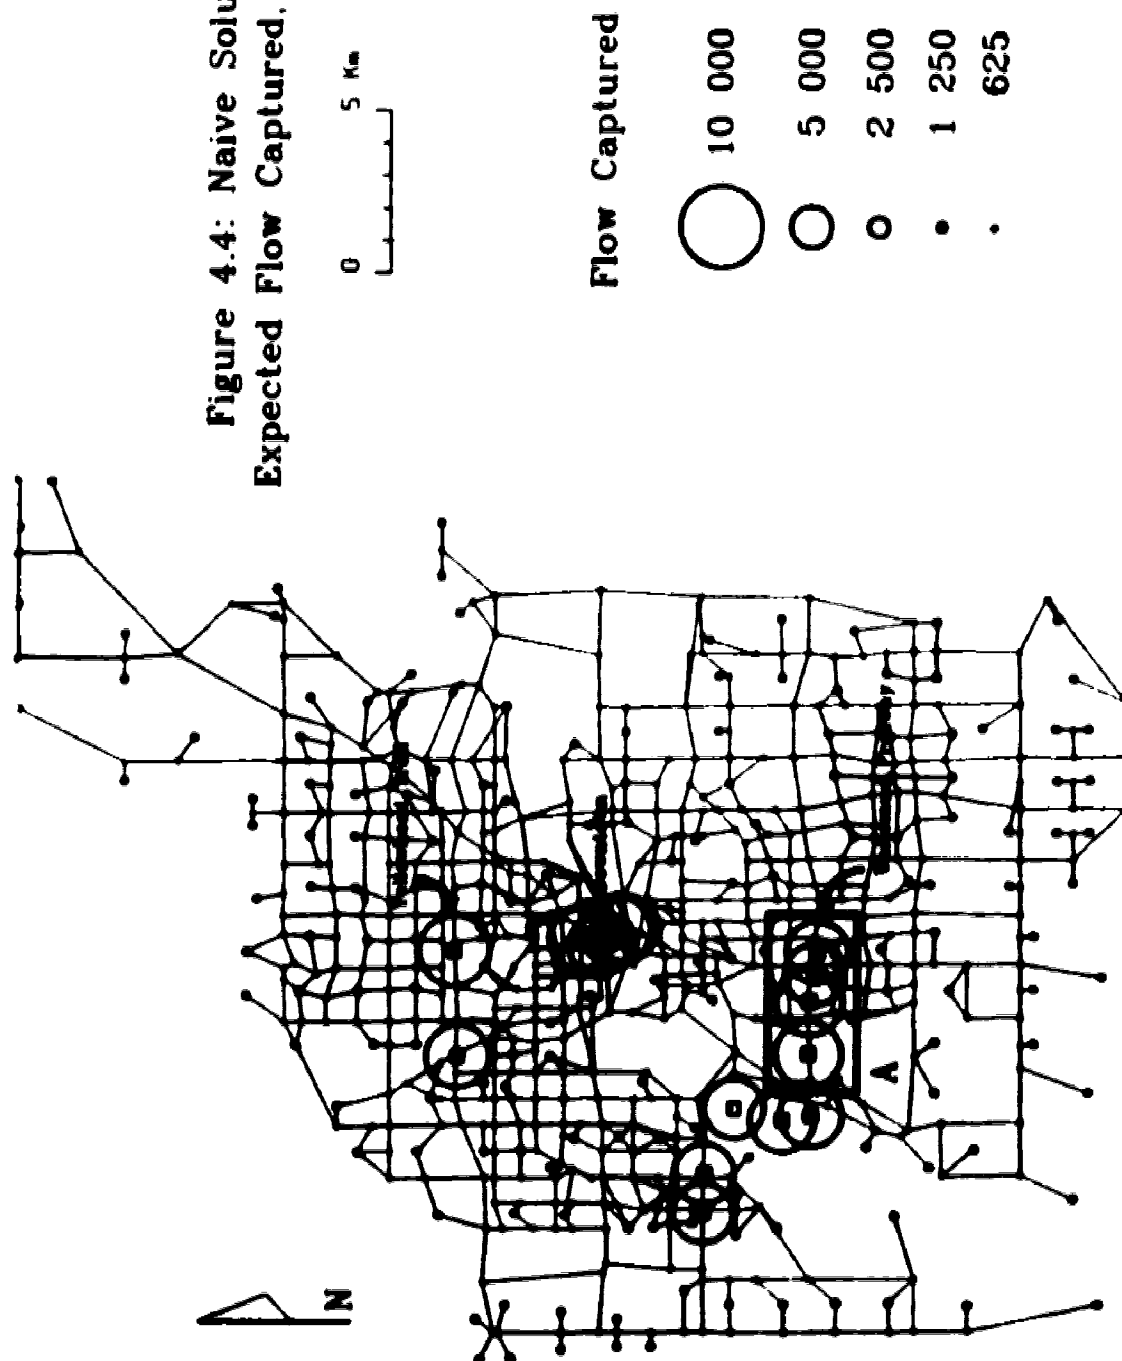 Figure 4.4: Naive Solu
Expected Flow Captured,
0 5 Km
Flow Captured
10 000
5 000
2 500
1 250
625
N
A